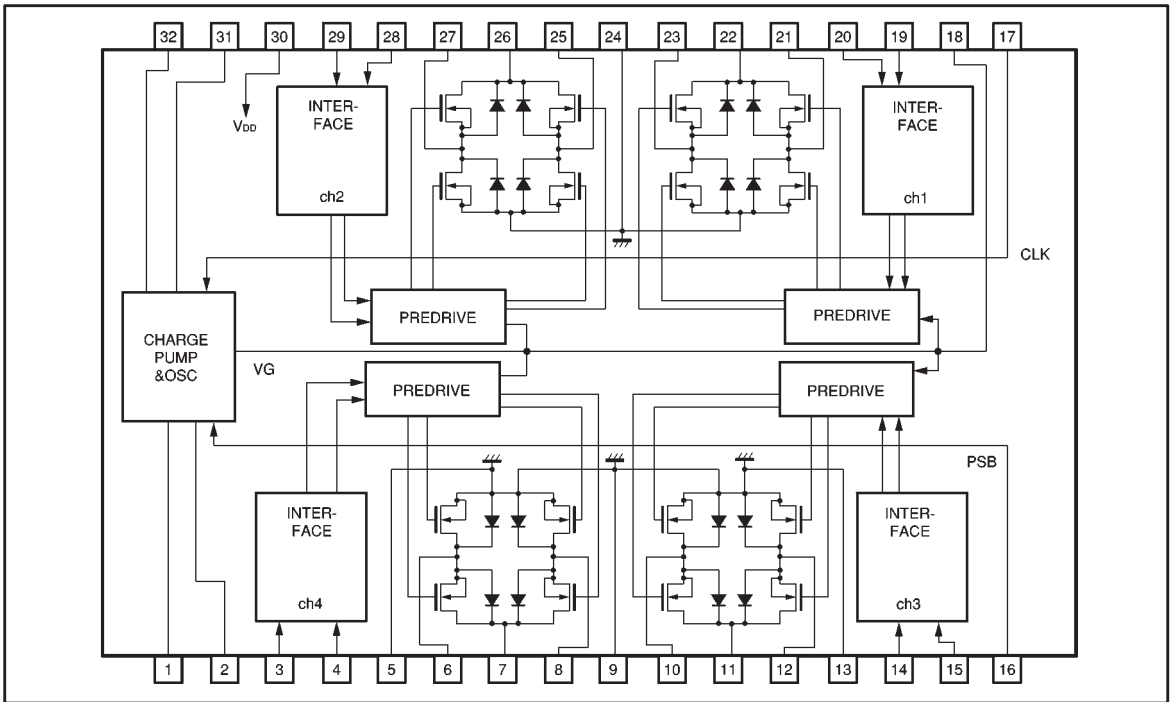 32 31 30 29 28 27 26 25 24 23 22 21 20 19 18 17
INTER-
FACE
ch2
INTER-
FACE
ch1
VDD
CLK
PREDRIVE
PREDRIVE
CHARGE
PUMP
&OSC
VG
PREDRIVE
PREDRIVE
PSB
INTER-
FACE
ch4
INTER-
FACE
ch3
1 2 3 4 5 6 7 8 9 10 11 12 13 14 15 16